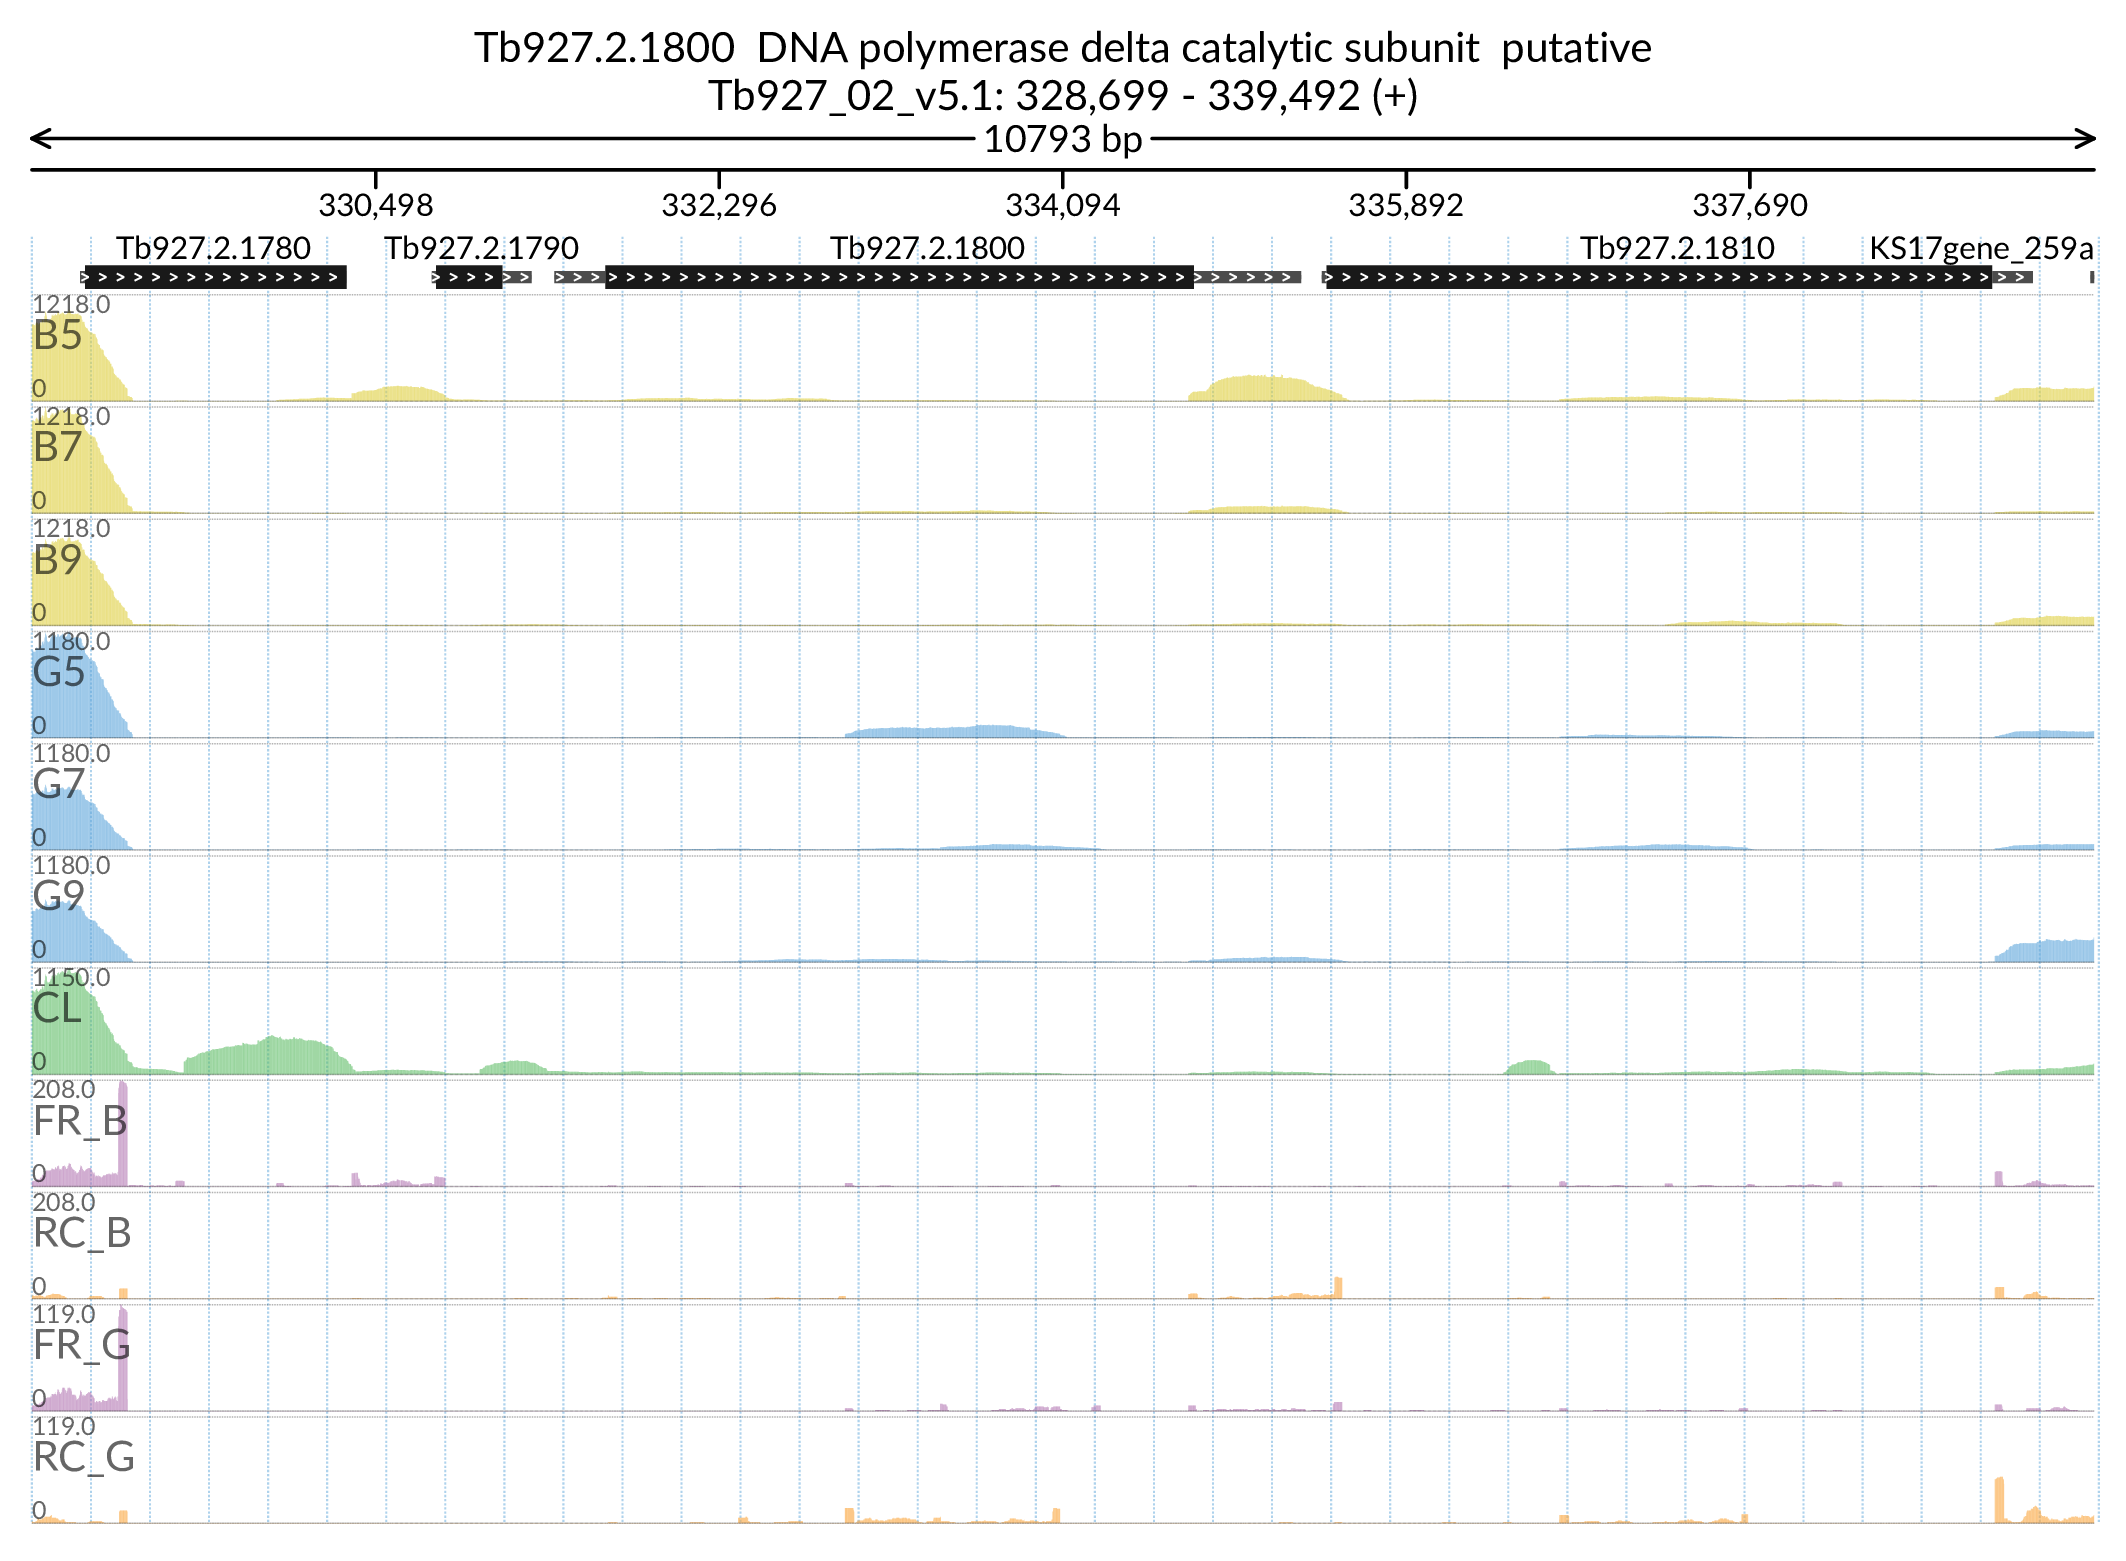 Tb927.2.1800  DNA polymerase delta catalytic subunit  putative
Tb927_02_v5.1: 328,699 - 339,492 (+)
10793 bp
330,498 332,296 334,094 335,892 337,690
Tb927.2.1780 Tb927.2.1790 Tb927.2.1800 Tb927.2.1810 KS17gene_259a
1218.0
B5
0
1218.0
B7
0
1218.0
B9
0
1180.0
G5
0
1180.0
G7
0
1180.0
G9
0
1150.0
CL
0
208.0
FR_B
0
208.0
RC_B
0
119.0
FR_G
0
119.0
RC_G
0